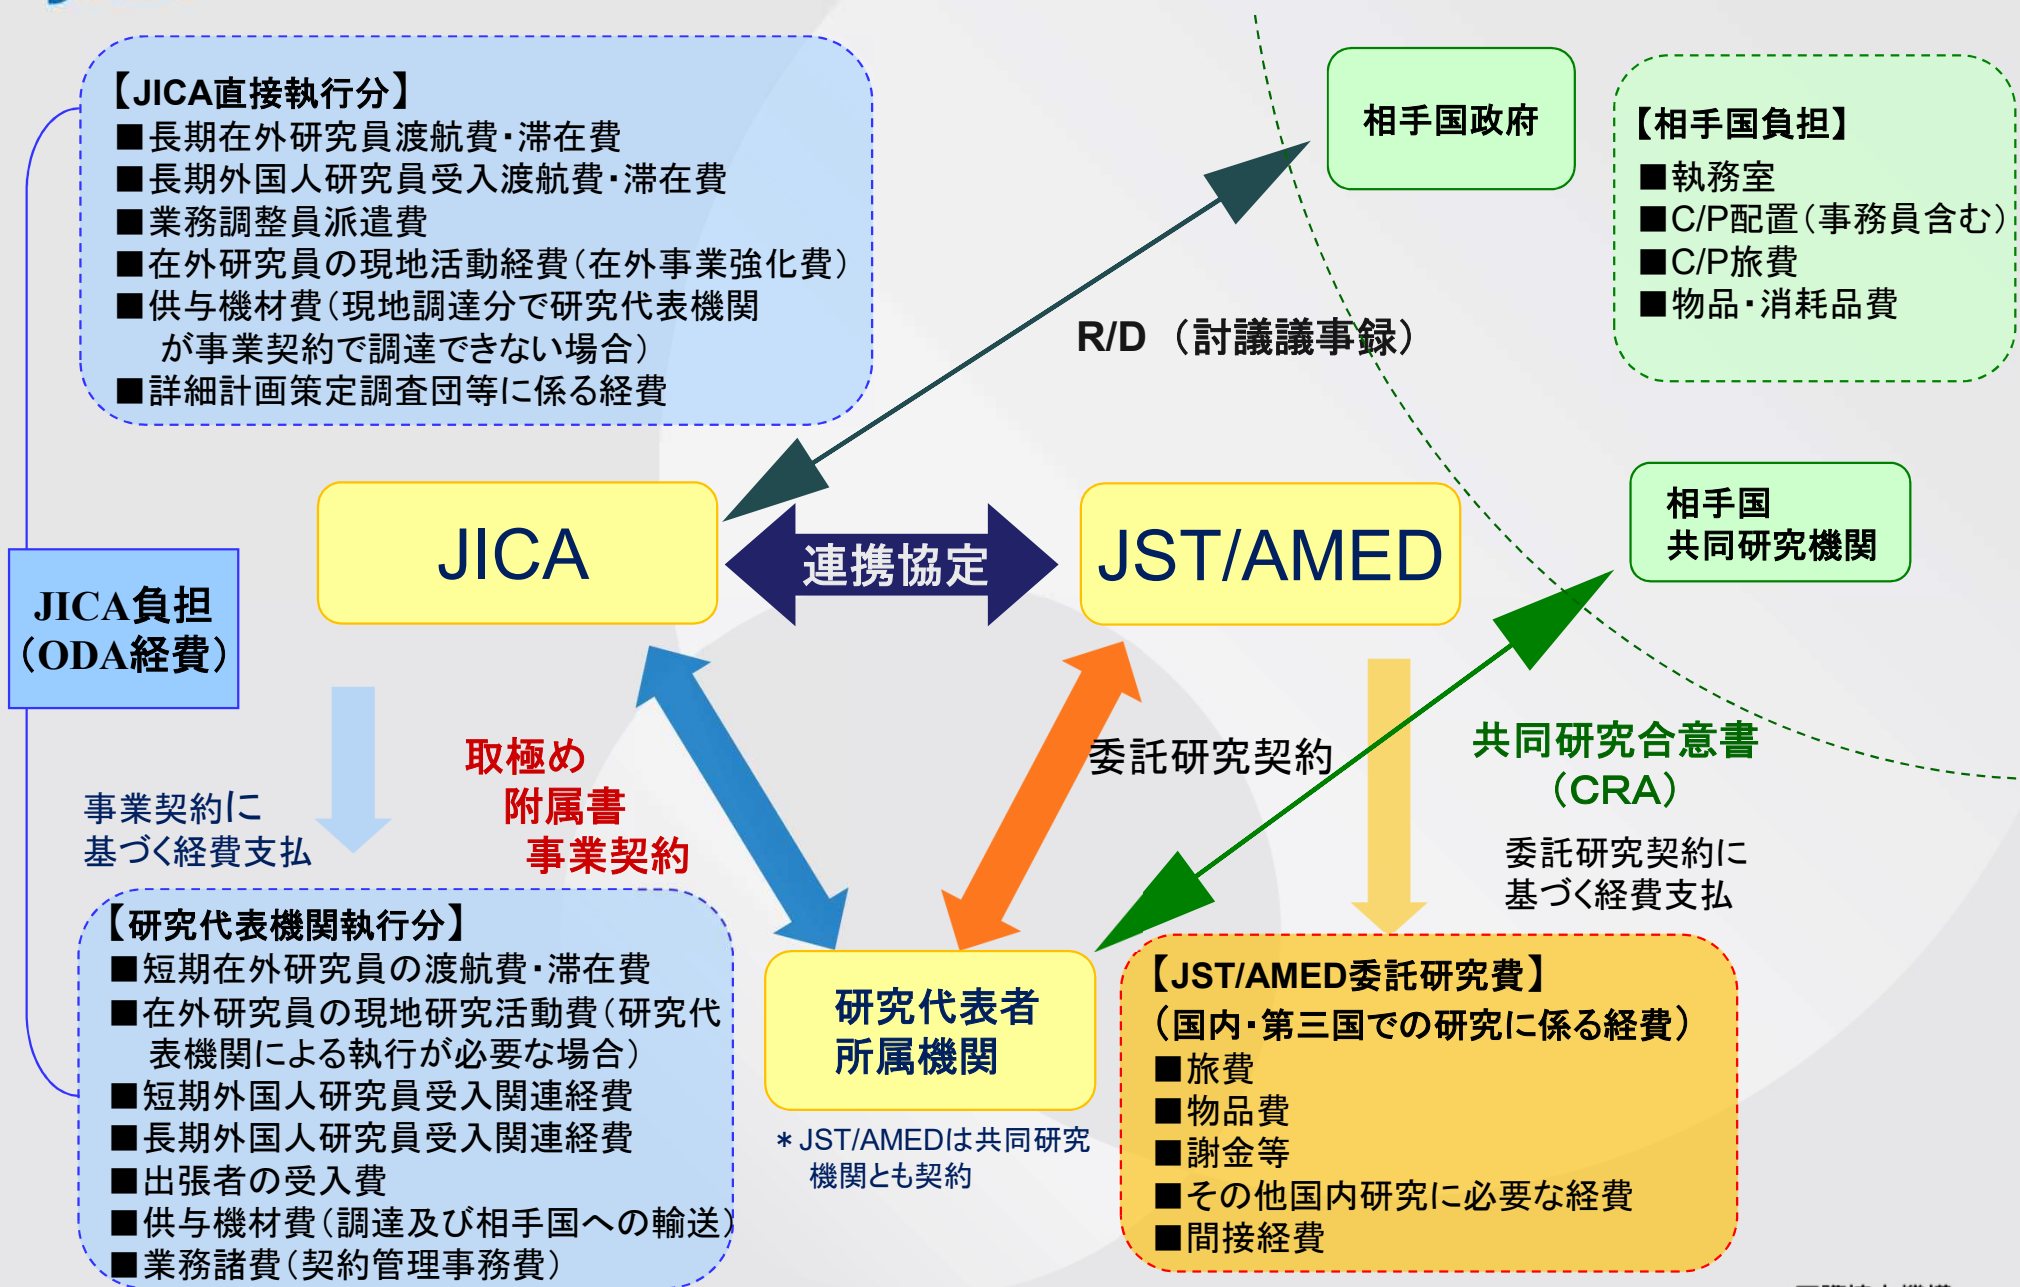 【JICA直接執行分】
■長期在外研究員渡航費・滞在費
■長期外国人研究員受入渡航費・滞在費
■業務調整員派遣費
■在外研究員の現地活動経費（在外事業強化費）
■供与機材費（現地調達分で研究代表機関
が事業契約で調達できない場合）
■詳細計画策定調査団等に係る経費
相手国政府
【相手国負担】
■執務室
■C/P配置（事務員含む）
■C/P旅費
■物品・消耗品費
R/D （討議議事録）
JICA
連携協定
JST/AMED
相手国
共同研究機関
JICA負担
（ODA経費）
事業契約に
基づく経費支払
取極め
附属書
事業契約
委託研究契約
共同研究合意書
（CRA）
委託研究契約に
基づく経費支払
【研究代表機関執行分】
■短期在外研究員の渡航費・滞在費
■在外研究員の現地研究活動費（研究代
表機関による執行が必要な場合）
■短期外国人研究員受入関連経費
■長期外国人研究員受入関連経費
■出張者の受入費
■供与機材費（調達及び相手国への輸送）
■業務諸費（契約管理事務費）
研究代表者
所属機関
＊JST/AMEDは共同研究
機関とも契約
【JST/AMED委託研究費】
（国内・第三国での研究に係る経費）
■旅費
■物品費
■謝金等
■その他国内研究に必要な経費
■間接経費